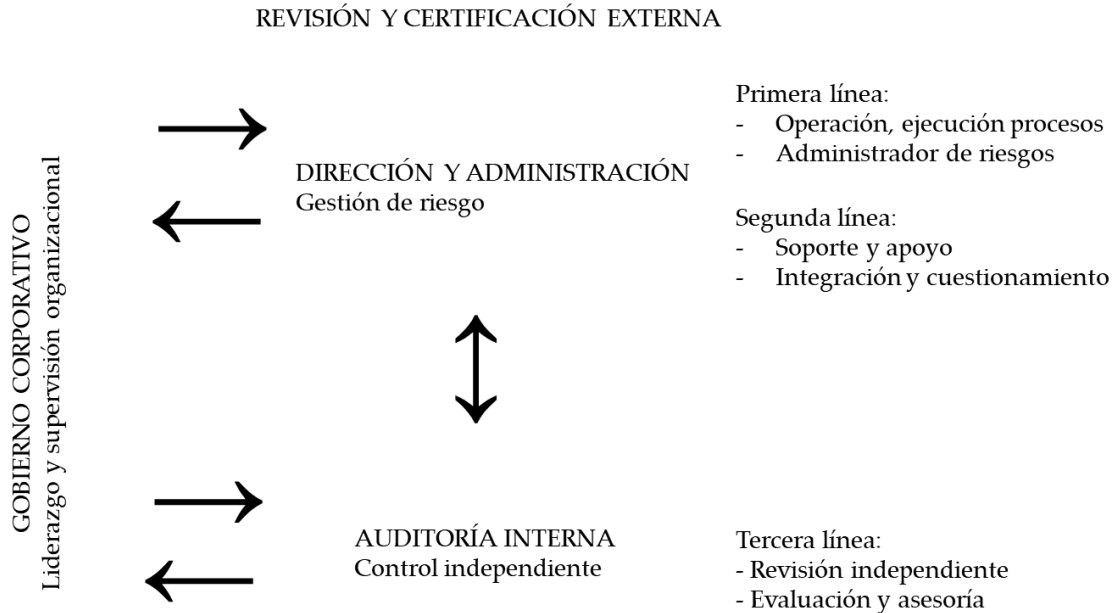 REVISIÓN Y CERTIFICACIÓN EXTERNA
GOBIERNO CORPORATIVO
Liderazgo y supervisión organizacional
DIRECCIÓN Y ADMINISTRACIÓN
Gestión de riesgo
Primera línea:
- Operación, ejecución procesos
- Administrador de riesgos
Segunda línea:
- Soporte y apoyo
- Integración y cuestionamiento
AUDITORÍA INTERNA
Control independiente
Tercera línea:
- Revisión independiente
- Evaluación y asesoría